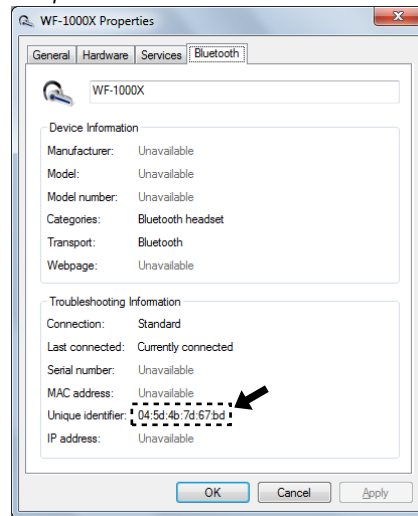 WF-1000X Properties
General Hardware Services Bluetooth
WF-1000X
Device Information
Manufacturer: Unavailable
Model: Unavailable
Model number: Unavailable
Categories: Bluetooth headset
Transport: Bluetooth
Webpage: Unavailable
Troubleshooting Information
Connection: Standard
Last connected: Currently connected
Serial number: Unavailable
MAC address: Unavailable
Unique identifier: 04:5d:4b:7d:67:bd
IP address: Unavailable
OK Cancel Apply